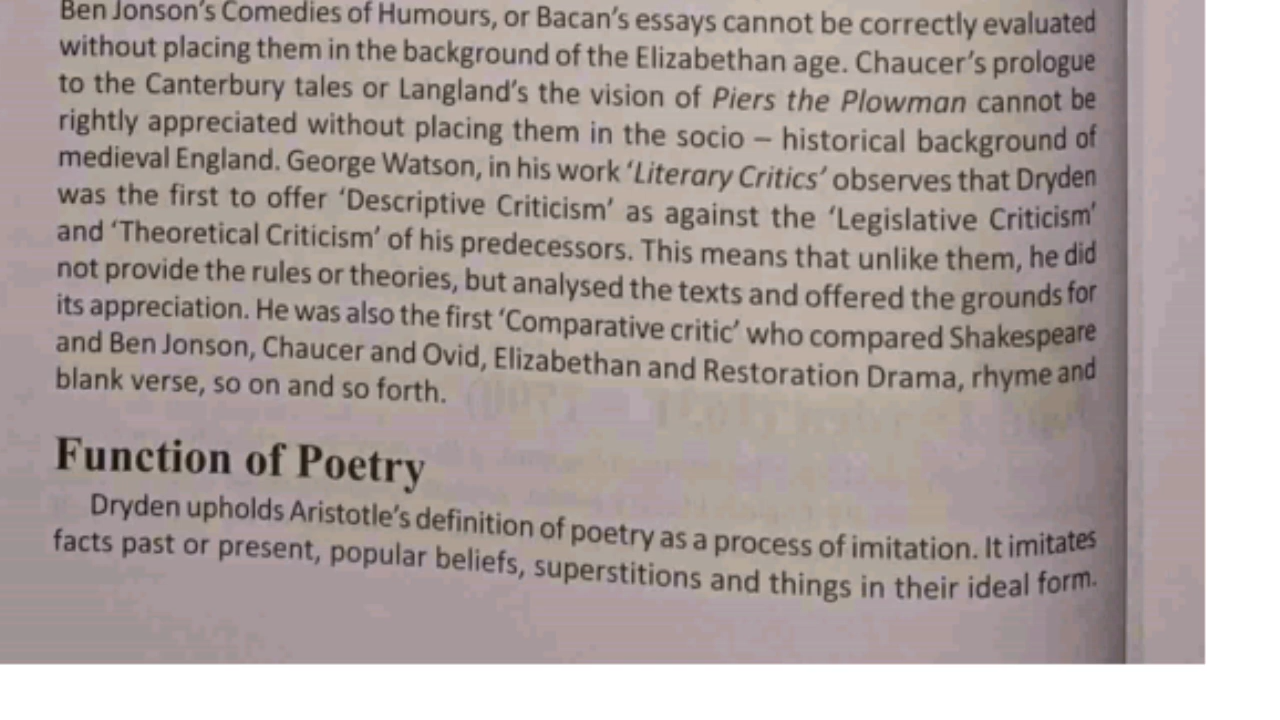 Ben Jonson's Comedies of Humours, or Bacan's essays cannot be correctly evaluated
without placing them in the background of the Elizabethan age. Chaucer's prologue
to the Canterbury tales or Langland's the vision of Piers the Plowman cannot be
rightly appreciated without placing them in the socio – historical background of
medieval England. George Watson, in his work 'Literary Critics' observes that Dryden
was the first to offer 'Descriptive Criticism' as against the 'Legislative Criticism'
and 'Theoretical Criticism' of his predecessors. This means that unlike them, he did
not provide the rules or theories, but analysed the texts and offered the grounds for
its appreciation. He was also the first 'Comparative critic' who compared Shakespeare
and Ben Jonson, Chaucer and Ovid, Elizabethan and Restoration Drama, rhyme and
blank verse, so on and so forth.
Function of Poetry
Dryden upholds Aristotle's definition of poetry as a process of imitation. It imitates
facts past or present, popular beliefs, superstitions and things in their ideal form.